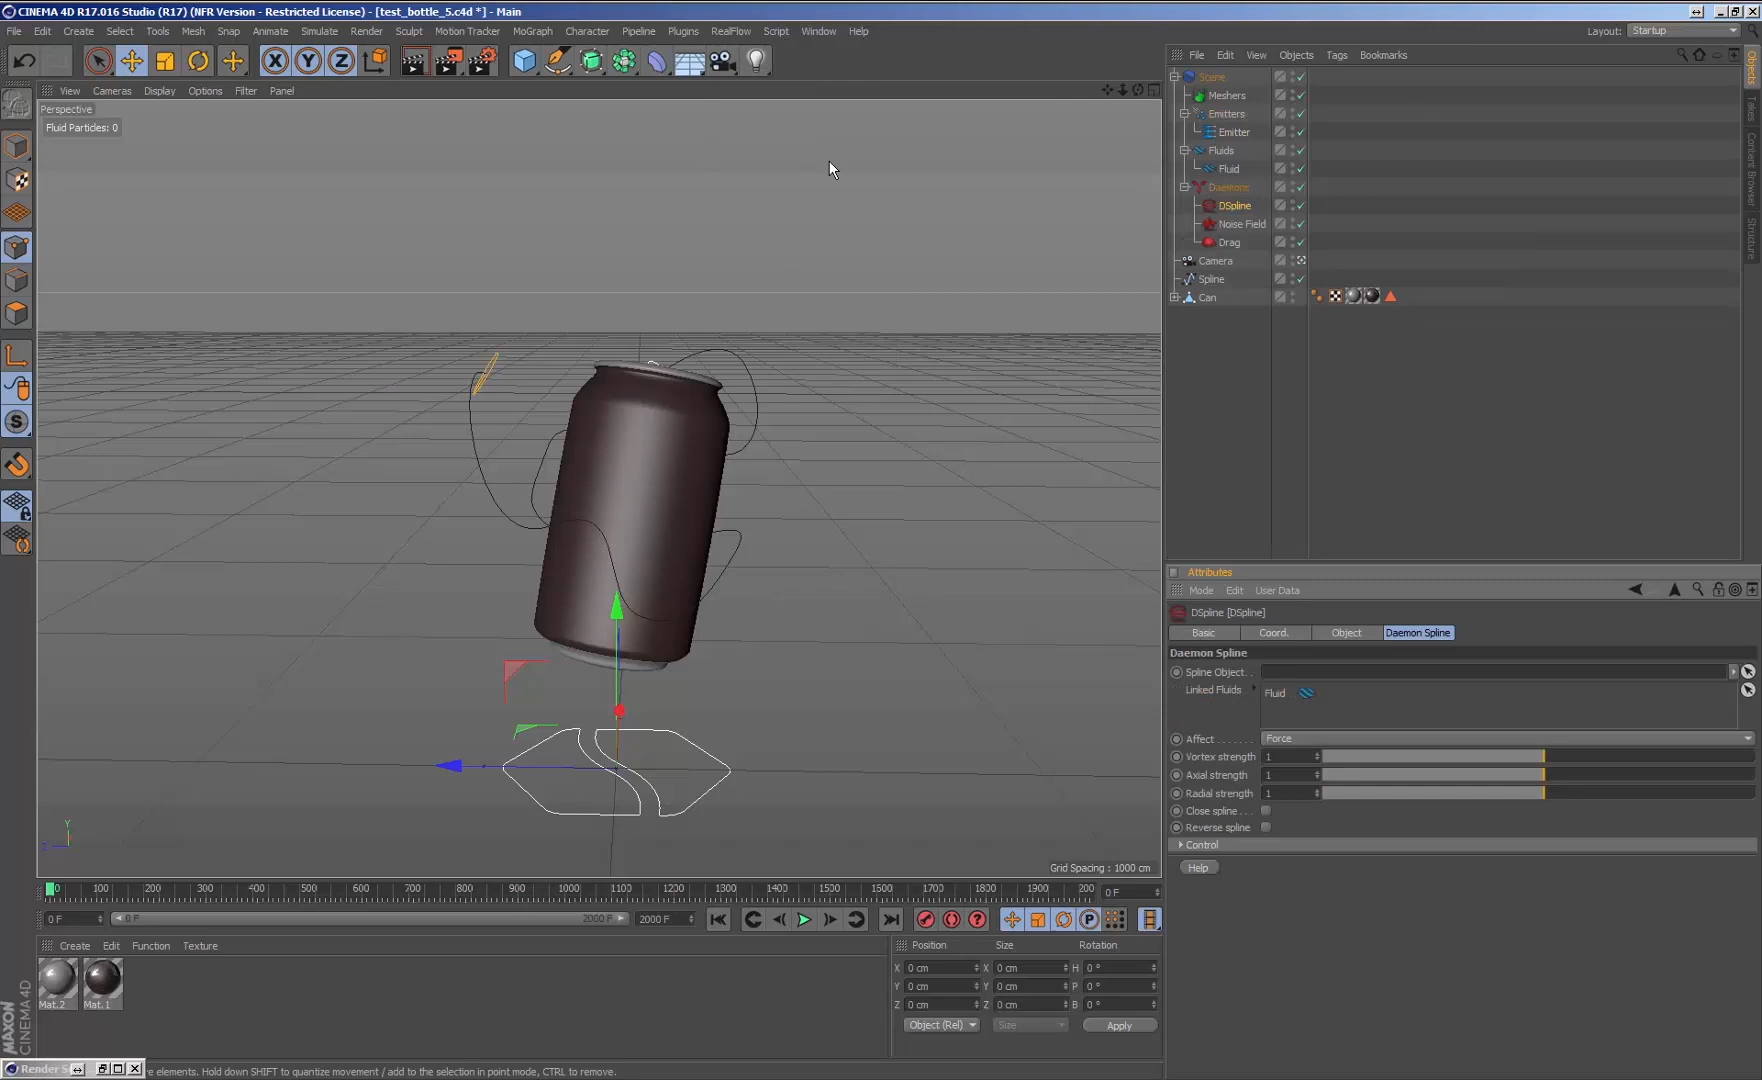 CINEMA 4D R17.016 Studio (R17) (NFR Version - Restricted License) - [test_bottle_5.c4d *] - Main
File Edit Create Select Tools Mesh Snap Animate Simulate Render Sculpt Motion Tracker MoGraph Character Pipeline Plugins RealFlow Script Window Help
Layout: Startup
File Edit View Objects Tags Bookmarks
View Cameras Display Options Filter Panel
Perspective
Fluid Particles: 0
Scene
Meshers
Emitters
Emitter
Fluids
Fluid
Daemons
DSpline
Noise Field
Drag
Camera
Spline
Can
Objects
Takes
Content Browser
Structure
Attributes
Mode Edit User Data
DSpline [DSpline]
Basic Coord. Object Daemon Spline
Daemon Spline
Spline Object. .
Linked Fluids Fluid
Affect . . . . . . . Force
Vortex strength 1
Axial strength 1
Radial strength 1
Close spline . . .
Reverse spline
Control
Help
Y
Z
Grid Spacing : 1000 cm
0 100 200 300 400 500 600 700 800 900 1000 1100 1200 1300 1400 1500 1600 1700 1800 1900 200 0 F
0 F 0 F 2000 F 2000 F
Create Edit Function Texture
Mat.2 Mat.1
Position Size Rotation
X 0 cm X 0 cm H 0 °
Y 0 cm Y 0 cm P 0 °
Z 0 cm Z 0 cm B 0 °
Object (Rel) Size Apply
MAXON CINEMA 4D
Render S
e elements. Hold down SHIFT to quantize movement / add to the selection in point mode, CTRL to remove.